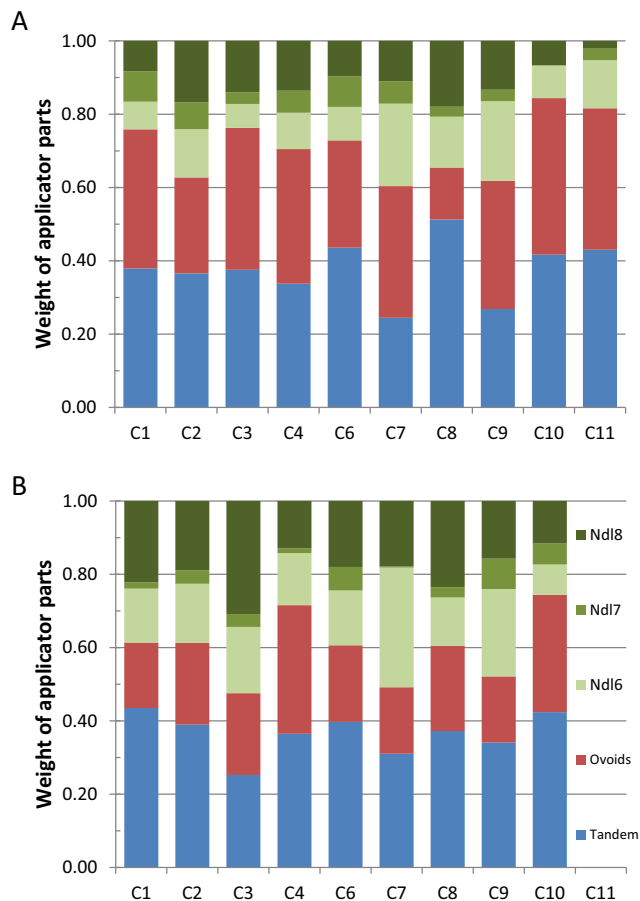 A
Weight of applicator parts
1.00
0.80
0.60
0.40
0.20
0.00
C1 C2 C3 C4 C6 C7 C8 C9 C10 C11
B
Weight of applicator parts
1.00
0.80
0.60
0.40
0.20
0.00
C1 C2 C3 C4 C6 C7 C8 C9 C10 C11
Ndl8
Ndl7
Ndl6
Ovoids
Tandem